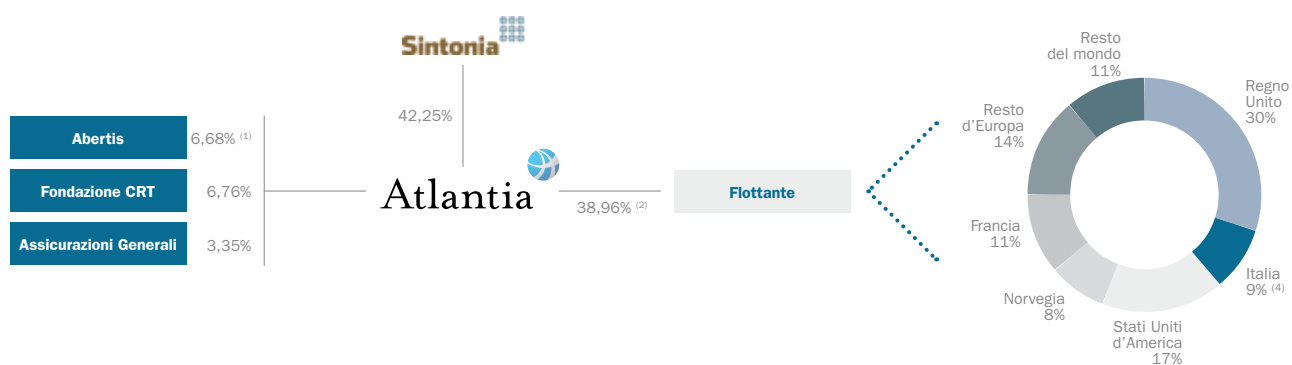 Sintonia
42,25%
Abertis
6,68% (1)
Fondazione CRT
6,76%
Assicurazioni Generali
3,35%
Atlantia
38,96% (2)
Flottante
Resto
del mondo
11%
Regno
Unito
30%
Resto
d'Europa
14%
Francia
11%
Italia
9% (4)
Norvegia
8%
Stati Uniti
d'America
17%